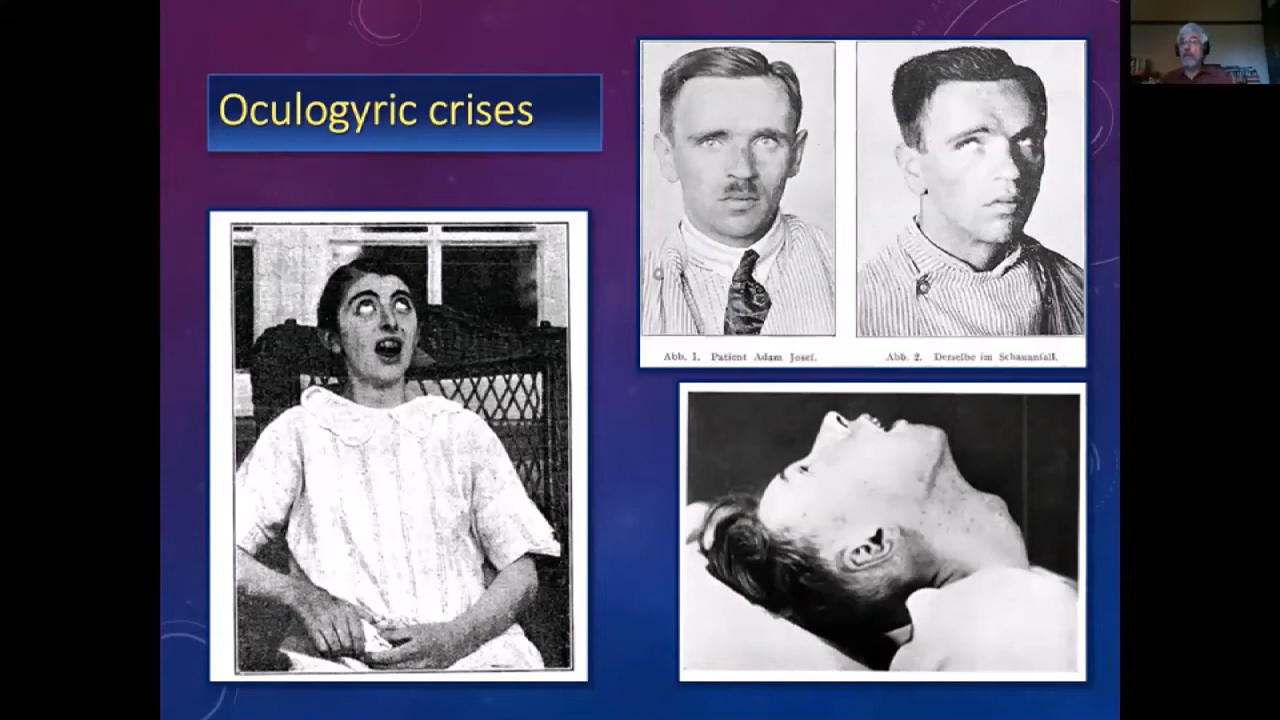 Oculogyric crises
Abb. 1. Patient Adam Josef.
Abb. 2. Derselbe im Schauanfall.